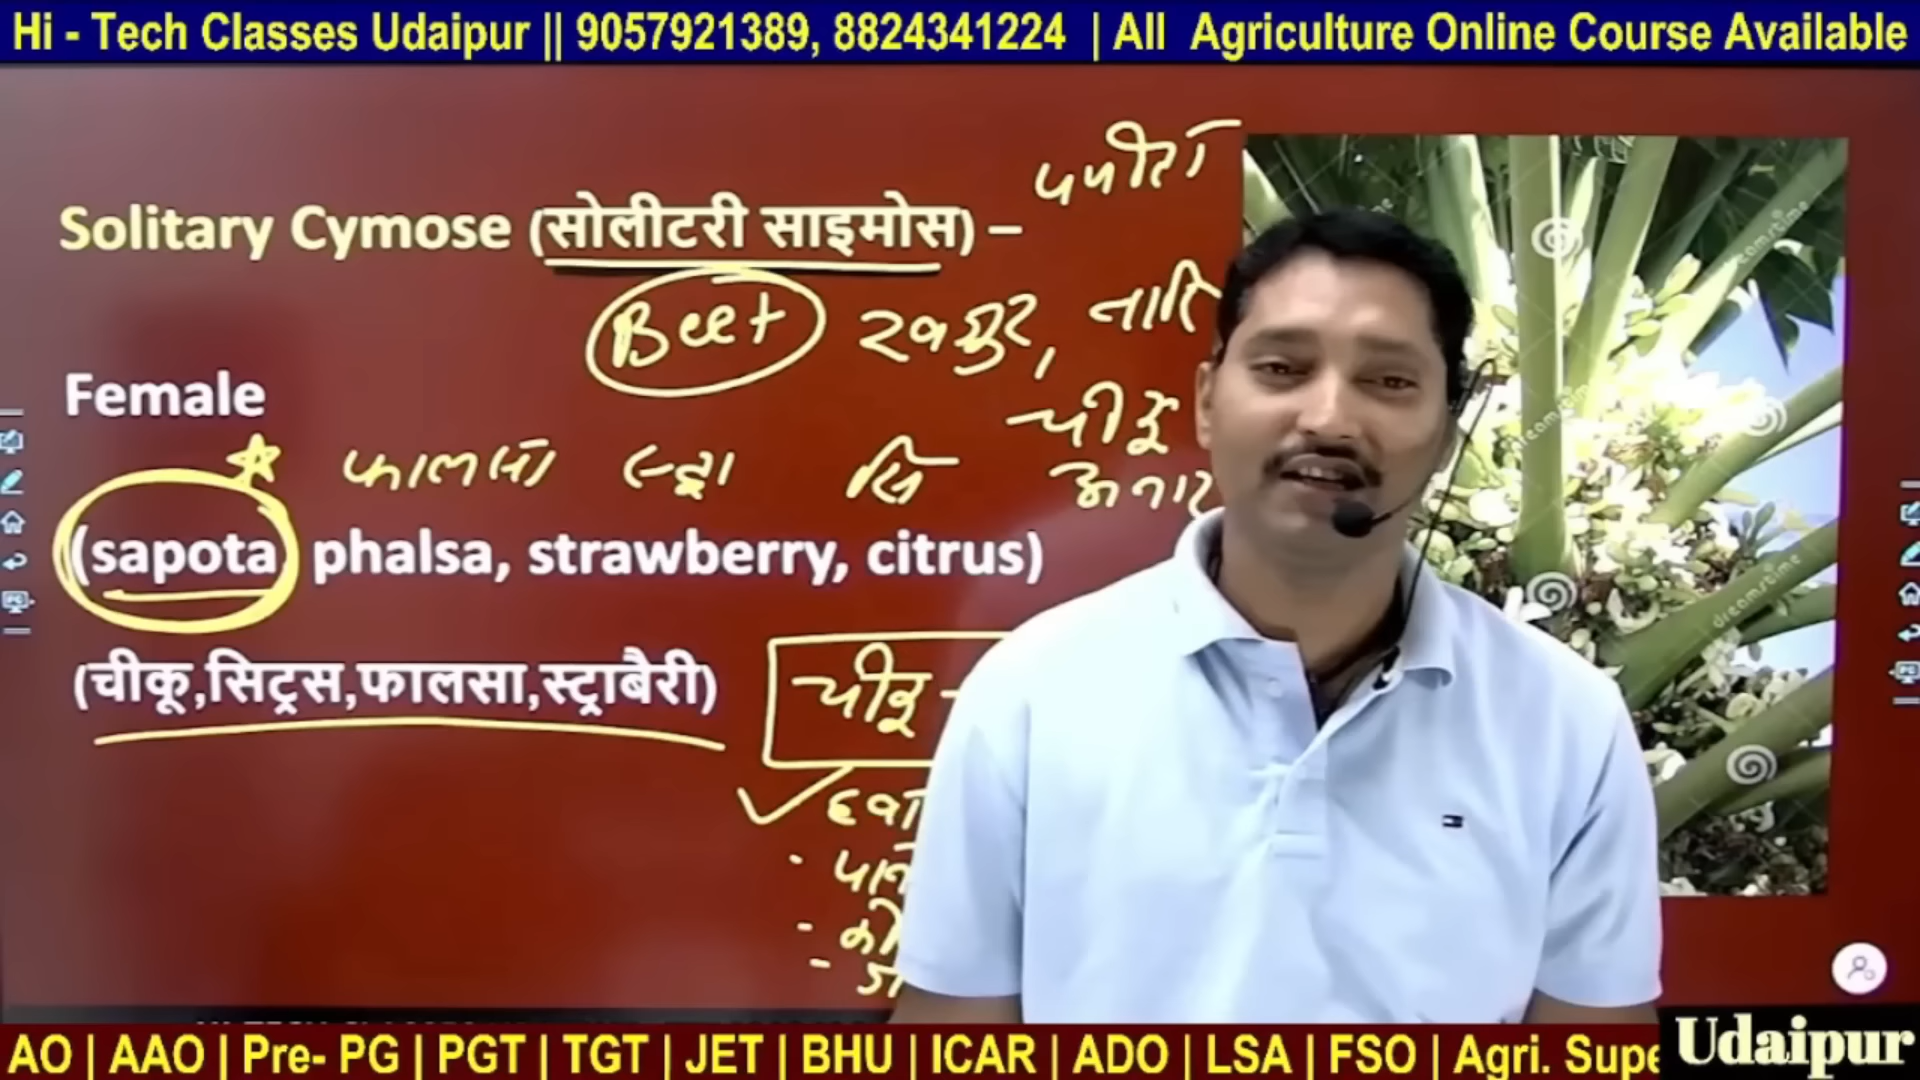 Hi - Tech Classes Udaipur || 9057921389, 8824341224 | All Agriculture Online Course Available
पपीता
Solitary Cymose (सोलीटरी साइमोस) –
Beet खजूर, नारि
Female
चीकू
फालसा
अनार
(sapota, phalsa, strawberry, citrus)
(चीकू,सिट्रस,फालसा,स्ट्राबैरी)
चीकू -
हवा
dreamstime
AO | AAO | Pre- PG | PGT | TGT | JET | BHU | ICAR | ADO | LSA | FSO | Agri. Supe
Udaipur